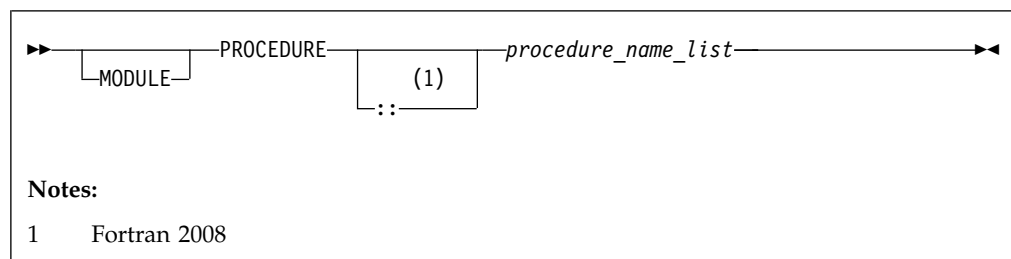 PROCEDURE procedure_name_list
MODULE (1)
::
Notes:
1 Fortran 2008